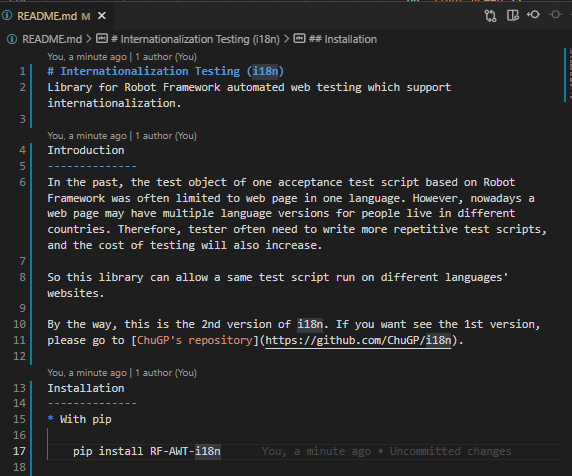 README.md M
README.md > # Internationalization Testing (i18n) > ## Installation
You, a minute ago | 1 author (You)
1 # Internationalization Testing (i18n)
2 Library for Robot Framework automated web testing which support
internationalization.
3
You, a minute ago | 1 author (You)
4 Introduction
5 --------------
6 In the past, the test object of one acceptance test script based on Robot
Framework was often limited to web page in one language. However, nowadays a
web page may have multiple language versions for people live in different
countries. Therefore, tester often need to write more repetitive test scripts,
and the cost of testing will also increase.
7
8 So this library can allow a same test script run on different languages'
websites.
9
10 By the way, this is the 2nd version of i18n. If you want see the 1st version,
11 please go to [ChuGP's repository](https://github.com/ChuGP/i18n).
12
You, a minute ago | 1 author (You)
13 Installation
14 --------------
15 * With pip
16
17 pip install RF-AWT-i18n You, a minute ago • Uncommitted changes
18